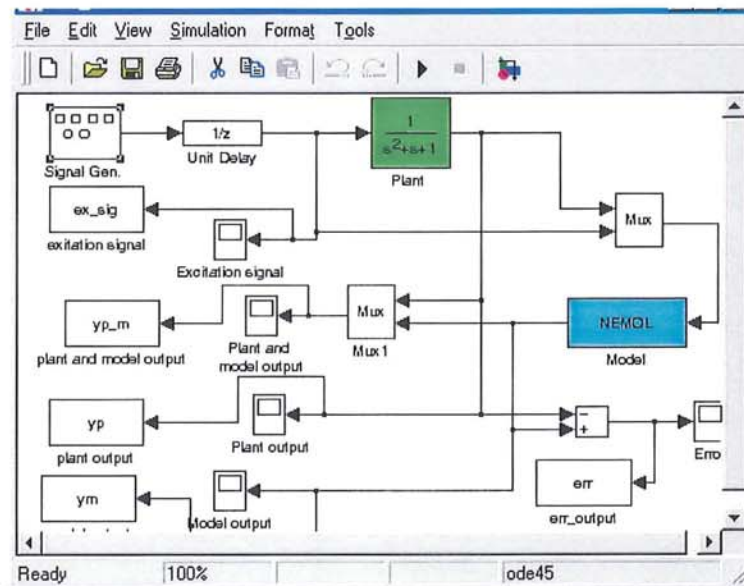 File Edit View Simulation Format Tools
Signal Gen.
1/z
Unit Delay
1
s²+s+1
Plant
ex_sig
exitation signal
Excitation signal
Mux
yp_m
plant and model output
Plant and
model output
Mux
Mux1
NEMOL
Model
yp
plant output
Plant output
−
+
Erro
ym
Model output
err
err_output
Ready 100% ode45